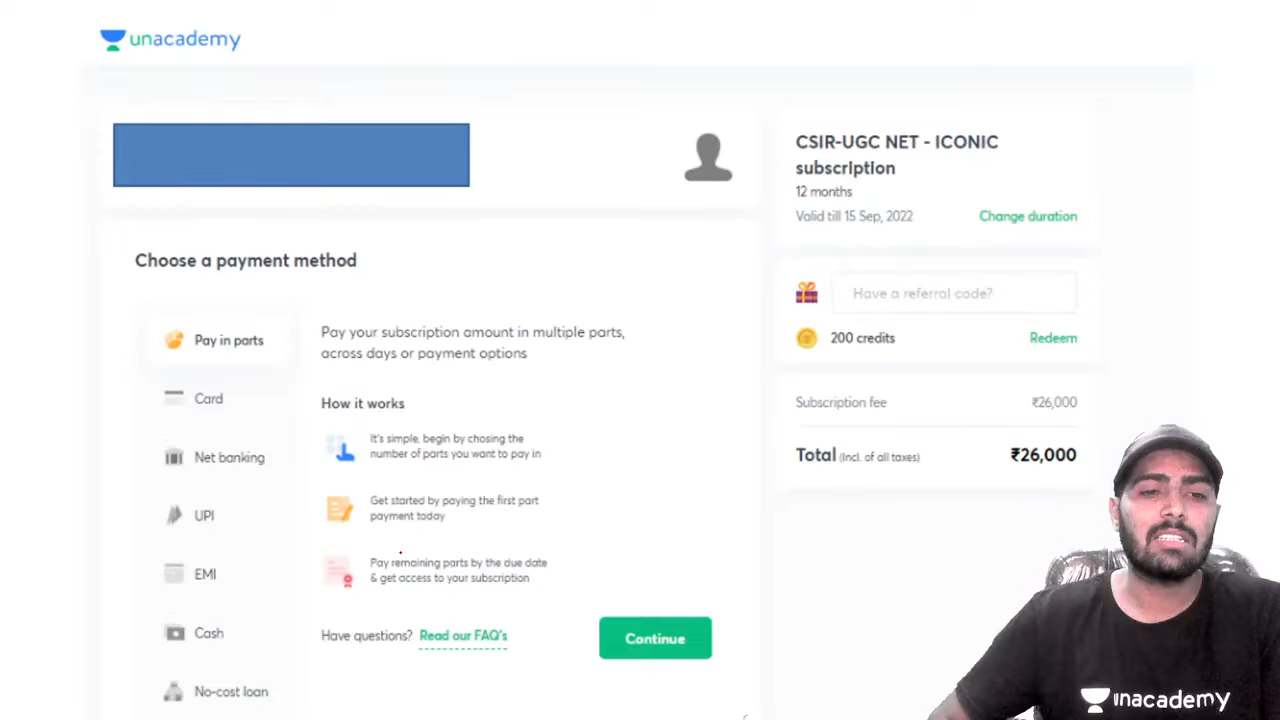 unacademy
CSIR-UGC NET - ICONIC
subscription
12 months
Valid till 15 Sep, 2022
Change duration
Have a referral code?
200 credits
Redeem
Subscription fee
₹26,000
Total (Incl. of all taxes)
₹26,000
Choose a payment method
Pay in parts
Card
Net banking
UPI
EMI
Cash
No-cost loan
Pay your subscription amount in multiple parts,
across days or payment options
How it works
It's simple, begin by chosing the
number of parts you want to pay in
Get started by paying the first part
payment today
Pay remaining parts by the due date
& get access to your subscription
Have questions? Read our FAQ's
Continue
unacademy